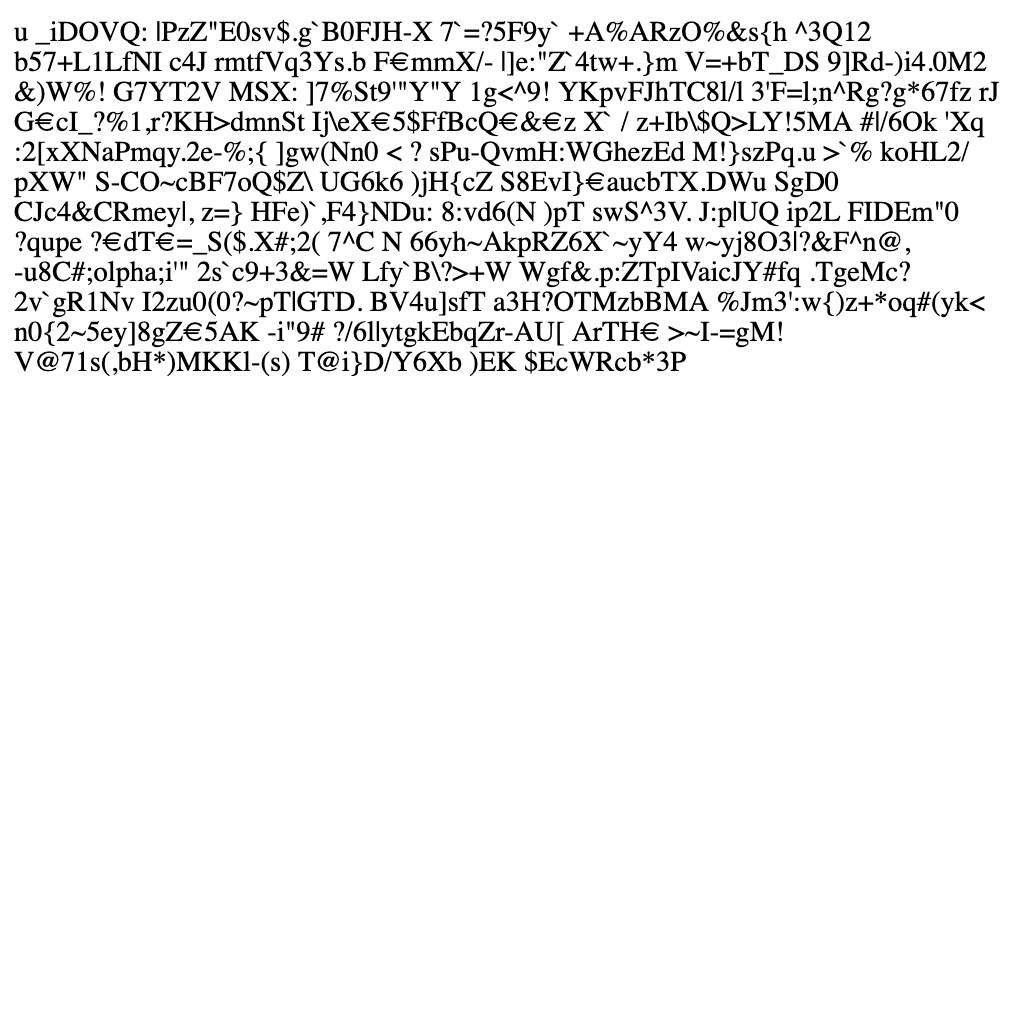 u _iDOVQ: |PzZ"E0sv$.g`B0FJH-X 7`=?5F9y` +A%ARzO%&s{h ^3Q12
b57+L1LfNI c4J rmtfVq3Ys.b F€mmX/- |]e:"Z`4tw+.}m V=+bT_DS 9]Rd-)i4.0M2
&)W%! G7YT2V MSX: ]7%St9'"Y"Y 1g<^9! YKpvFJhTC8l/l 3'F=l;n^Rg?g*67fz rJ
G€cI_?%1,r?KH>dmnSt Ij\eX€5$FfBcQ€&€z X` / z+Ib\$Q>LY!5MA #|/6Ok 'Xq
:2[xXNaPmqy.2e-%;{ ]gw(Nn0 < ? sPu-QvmH:WGhezEd M!}szPq.u >`% koHL2/
pXW" S-CO~cBF7oQ$Z\ UG6k6 )jH{cZ S8EvI}€aucbTX.DWu SgD0
CJc4&CRmey|, z=} HFe)`,F4}NDu: 8:vd6(N )pT swS^3V. J:p|UQ ip2L FIDEm"0
?qupe ?€dT€=_S($.X#;2( 7^C N 66yh~AkpRZ6X`~yY4 w~yj8O3l?&F^n@,
-u8C#;olpha;i'" 2s`c9+3&=W Lfy`B\?>+W Wgf&.p:ZTpIVaicJY#fq .TgeMc?
2v`gR1Nv I2zu0(0?~pT|GTD. BV4u]sfT a3H?OTMzbBMA %Jm3':w{)z+*oq#(yk<
n0{2~5ey]8gZ€5AK -i"9# ?/6llytgkEbqZr-AU[ ArTH€ >~I-=gM!
V@71s(,bH*)MKKl-(s) T@i}D/Y6Xb )EK $EcWRcb*3P